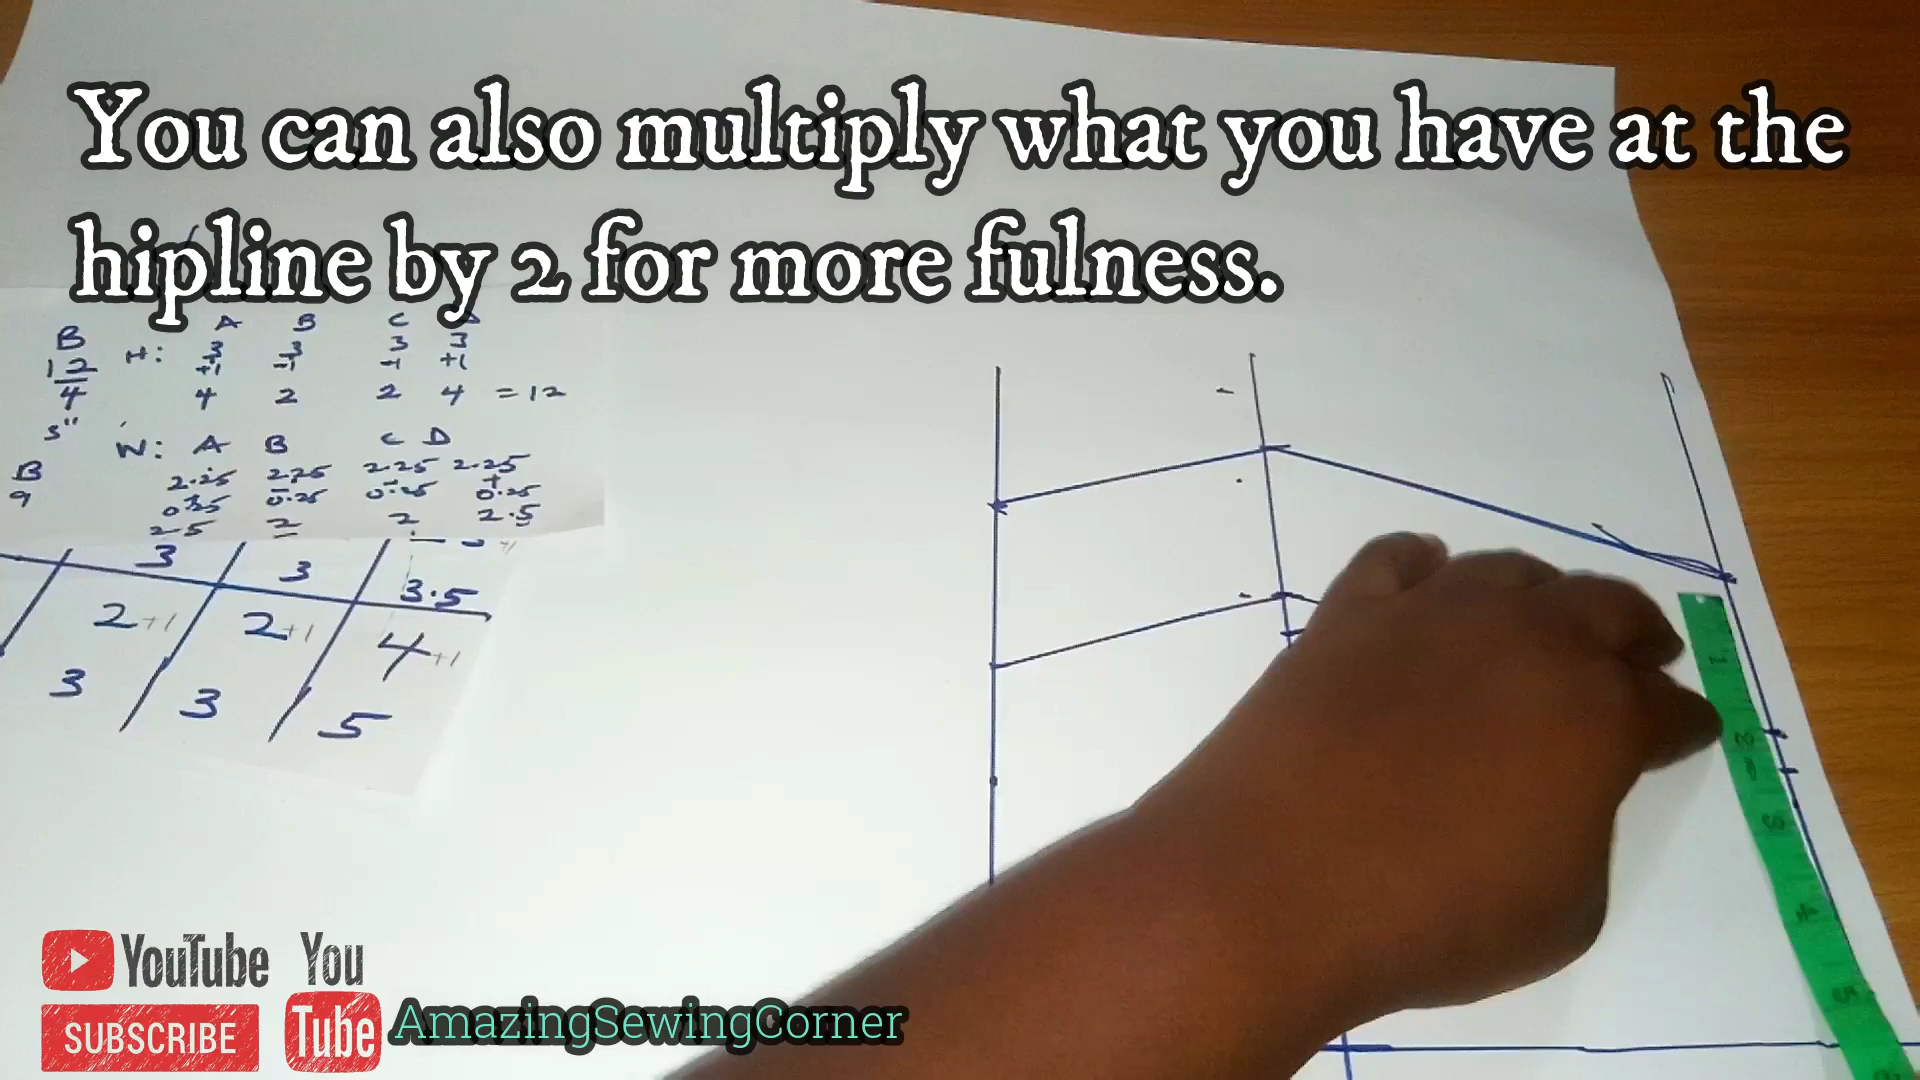 You can also multiply what you have at the
hipline by 2 for more fulness.
A B C D
B H: 3 3 3 3
12 +1 -1 -1 +1
4 4 2 2 4 = 12
3"
W: A B C D
B 2.25 2.25 2.25 2.25
9 0.25 0.25 0.25 0.25
2.5 2 2 2.5
3 3
3.5
2+1 2+1 4+1
3 3 5
YouTube You
SUBSCRIBE Tube AmazingSewingCorner